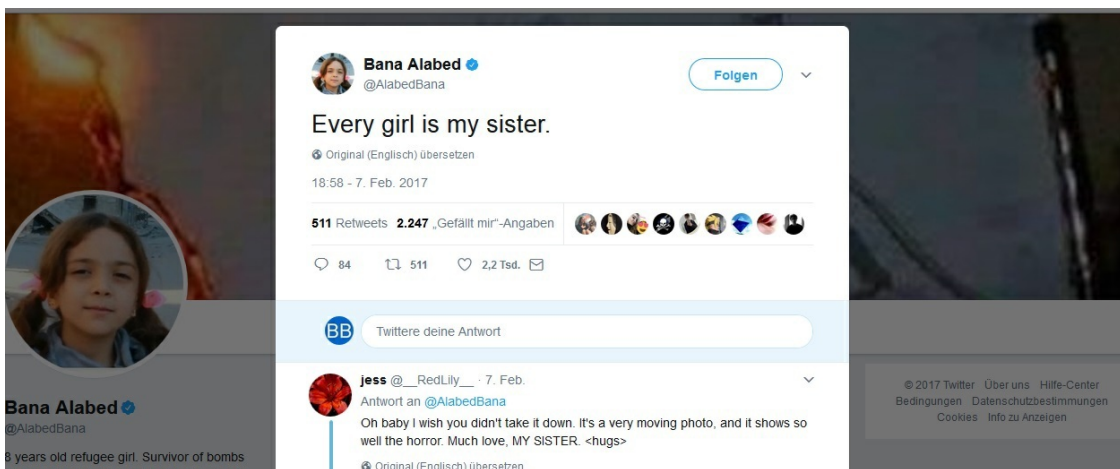 Bana Alabed
@AlabedBana
Folgen
Every girl is my sister.
Original (Englisch) übersetzen
18:58 - 7. Feb. 2017
511 Retweets 2.247 „Gefällt mir"-Angaben
84 511 2,2 Tsd.
BB Twittere deine Antwort
jess @__RedLily__ · 7. Feb.
Antwort an @AlabedBana
Oh baby I wish you didn't take it down. It's a very moving photo, and it shows so
well the horror. Much love, MY SISTER. <hugs>
Original (Englisch) übersetzen
Bana Alabed
@AlabedBana
8 years old refugee girl. Survivor of bombs
© 2017 Twitter Über uns Hilfe-Center
Bedingungen Datenschutzbestimmungen
Cookies Info zu Anzeigen